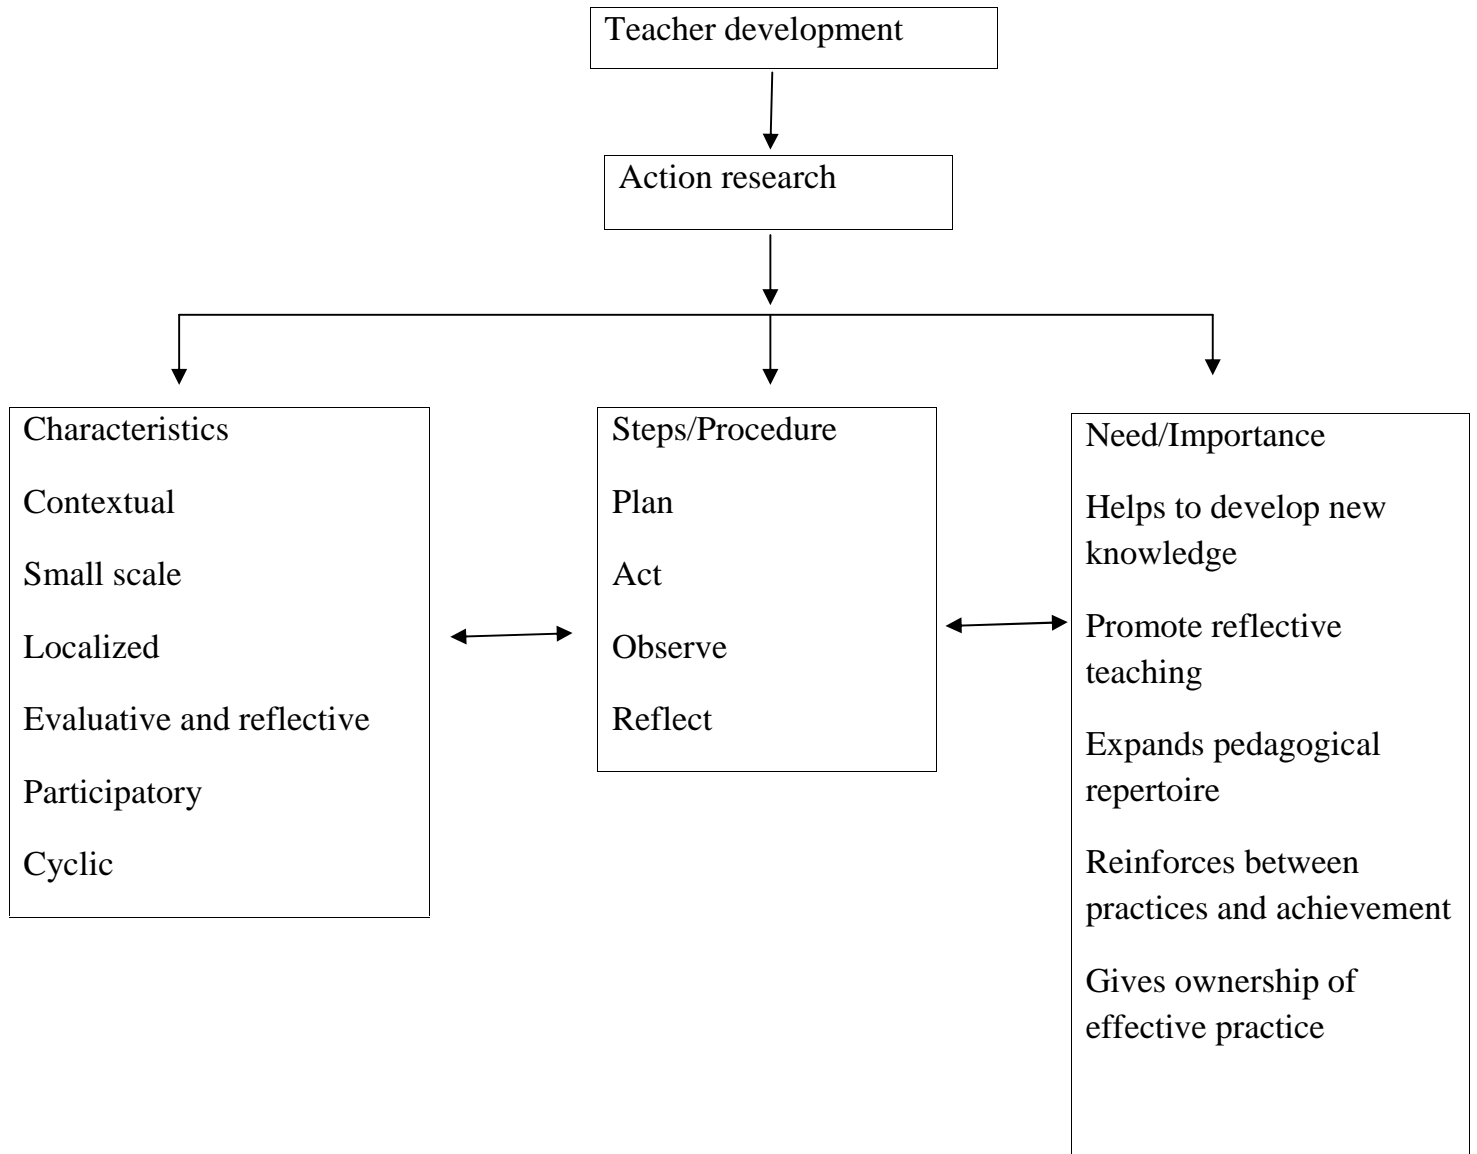 Teacher development
Action research
Characteristics
Contextual
Small scale
Localized
Evaluative and reflective
Participatory
Cyclic
Steps/Procedure
Plan
Act
Observe
Reflect
Need/Importance
Helps to develop new
knowledge
Promote reflective
teaching
Expands pedagogical
repertoire
Reinforces between
practices and achievement
Gives ownership of
effective practice